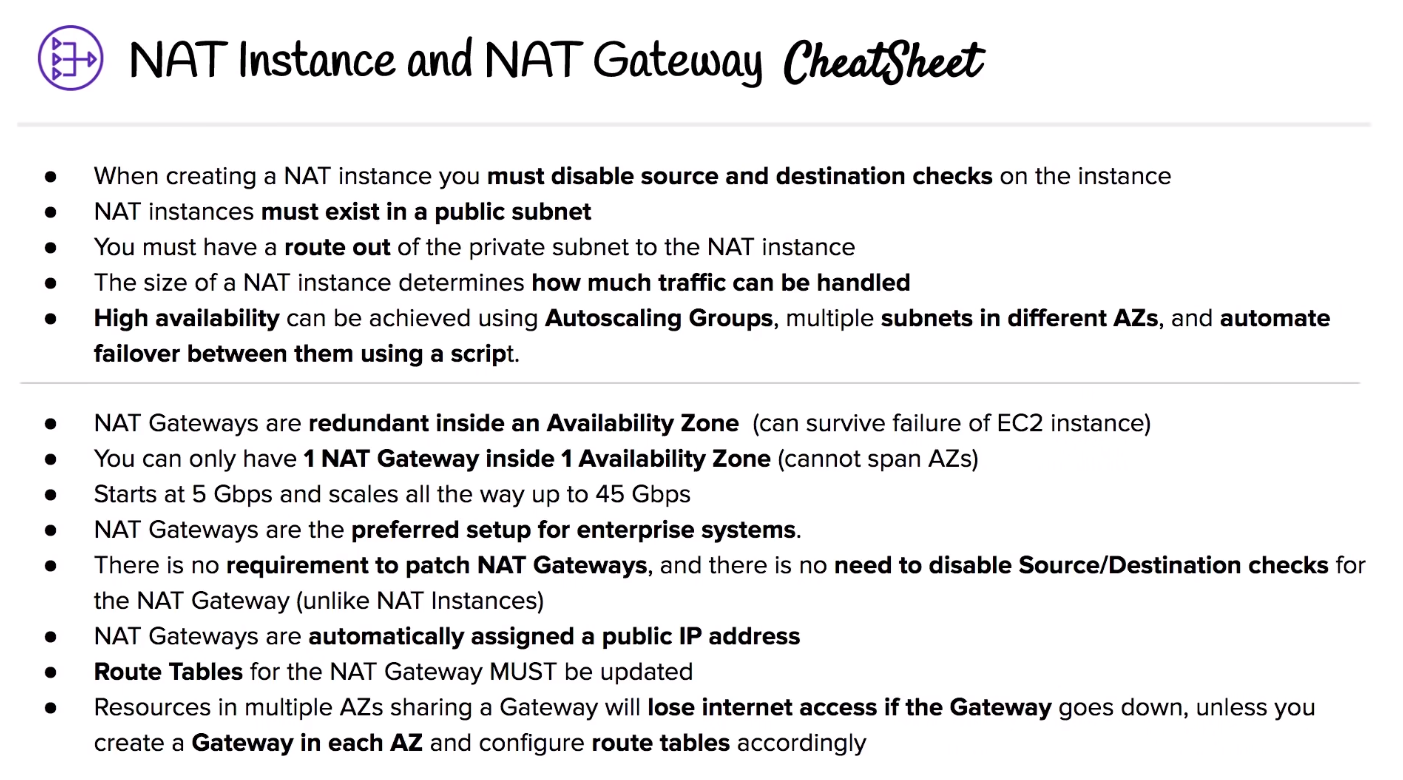 NAT Instance and NAT Gateway CheatSheet
● When creating a NAT instance you must disable source and destination checks on the instance
● NAT instances must exist in a public subnet
● You must have a route out of the private subnet to the NAT instance
● The size of a NAT instance determines how much traffic can be handled
● High availability can be achieved using Autoscaling Groups, multiple subnets in different AZs, and automate
failover between them using a script.
● NAT Gateways are redundant inside an Availability Zone (can survive failure of EC2 instance)
● You can only have 1 NAT Gateway inside 1 Availability Zone (cannot span AZs)
● Starts at 5 Gbps and scales all the way up to 45 Gbps
● NAT Gateways are the preferred setup for enterprise systems.
● There is no requirement to patch NAT Gateways, and there is no need to disable Source/Destination checks for
the NAT Gateway (unlike NAT Instances)
● NAT Gateways are automatically assigned a public IP address
● Route Tables for the NAT Gateway MUST be updated
● Resources in multiple AZs sharing a Gateway will lose internet access if the Gateway goes down, unless you
create a Gateway in each AZ and configure route tables accordingly